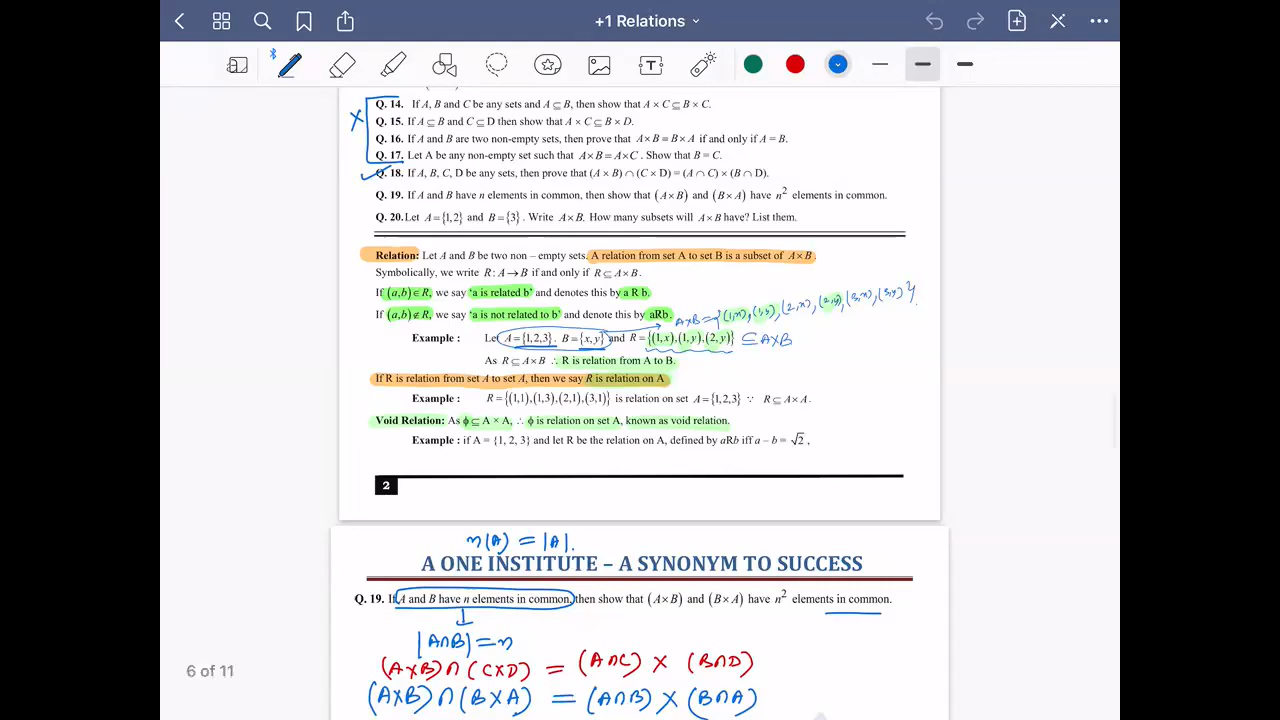 +1 Relations
Q. 14. If A, B and C be any sets and A ⊆ B, then show that A × C ⊆ B × C.
Q. 15. If A ⊆ B and C ⊆ D then show that A × C ⊆ B × D.
Q. 16. If A and B are two non-empty sets, then prove that A×B = B×A if and only if A = B.
Q. 17. Let A be any non-empty set such that A×B = A×C. Show that B = C.
Q. 18. If A, B, C, D be any sets, then prove that (A × B) ∩ (C × D) = (A ∩ C) × (B ∩ D).
Q. 19. If A and B have n elements in common, then show that (A×B) and (B×A) have n² elements in common.
Q. 20. Let A = {1,2} and B = {3}. Write A×B. How many subsets will A×B have? List them.
Relation: Let A and B be two non – empty sets. A relation from set A to set B is a subset of A×B.
Symbolically, we write R : A → B if and only if R ⊆ A×B.
If (a,b) ∈ R, we say 'a is related b' and denotes this by a R b.
A×B = {(1,x), (1,y), (2,x), (2,y), (3,x), (3,y)}
If (a,b) ∉ R, we say 'a is not related to b' and denote this by aRb.
Example : Let A = {1,2,3}. B = {x,y} and R = {(1,x),(1,y),(2,y)} ⊆ A×B
As R ⊆ A×B ∴ R is relation from A to B.
If R is relation from set A to set A, then we say R is relation on A
Example : R = {(1,1),(1,3),(2,1),(3,1)} is relation on set A = {1,2,3} ∵ R ⊆ A×A.
Void Relation: As ϕ ⊆ A × A, ∴ ϕ is relation on set A, known as void relation.
Example : if A = {1, 2, 3} and let R be the relation on A, defined by aRb iff a – b = √2,
2
n(A) = |A|.
A ONE INSTITUTE – A SYNONYM TO SUCCESS
Q. 19. If A and B have n elements in common, then show that (A×B) and (B×A) have n² elements in common.
|A∩B| = n
(A×B)∩(C×D) = (A∩C) × (B∩D)
(A×B)∩(B×A) = (A∩B) × (B∩A)
6 of 11